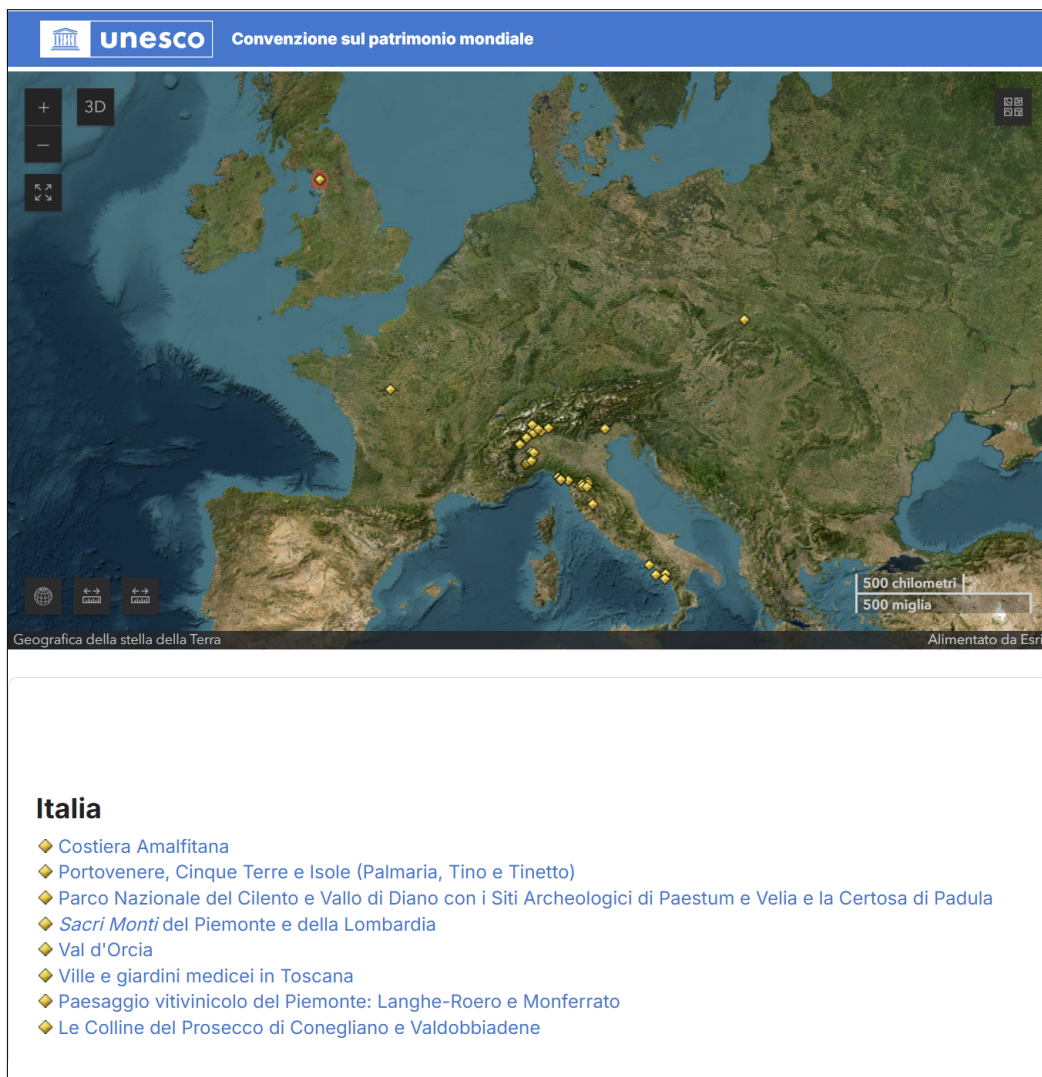 unesco Convenzione sul patrimonio mondiale
+
3D
−
500 chilometri
500 miglia
Geografica della stella della Terra
Alimentato da Esri
Italia
Costiera Amalfitana
Portovenere, Cinque Terre e Isole (Palmaria, Tino e Tinetto)
Parco Nazionale del Cilento e Vallo di Diano con i Siti Archeologici di Paestum e Velia e la Certosa di Padula
Sacri Monti del Piemonte e della Lombardia
Val d'Orcia
Ville e giardini medicei in Toscana
Paesaggio vitivinicolo del Piemonte: Langhe-Roero e Monferrato
Le Colline del Prosecco di Conegliano e Valdobbiadene